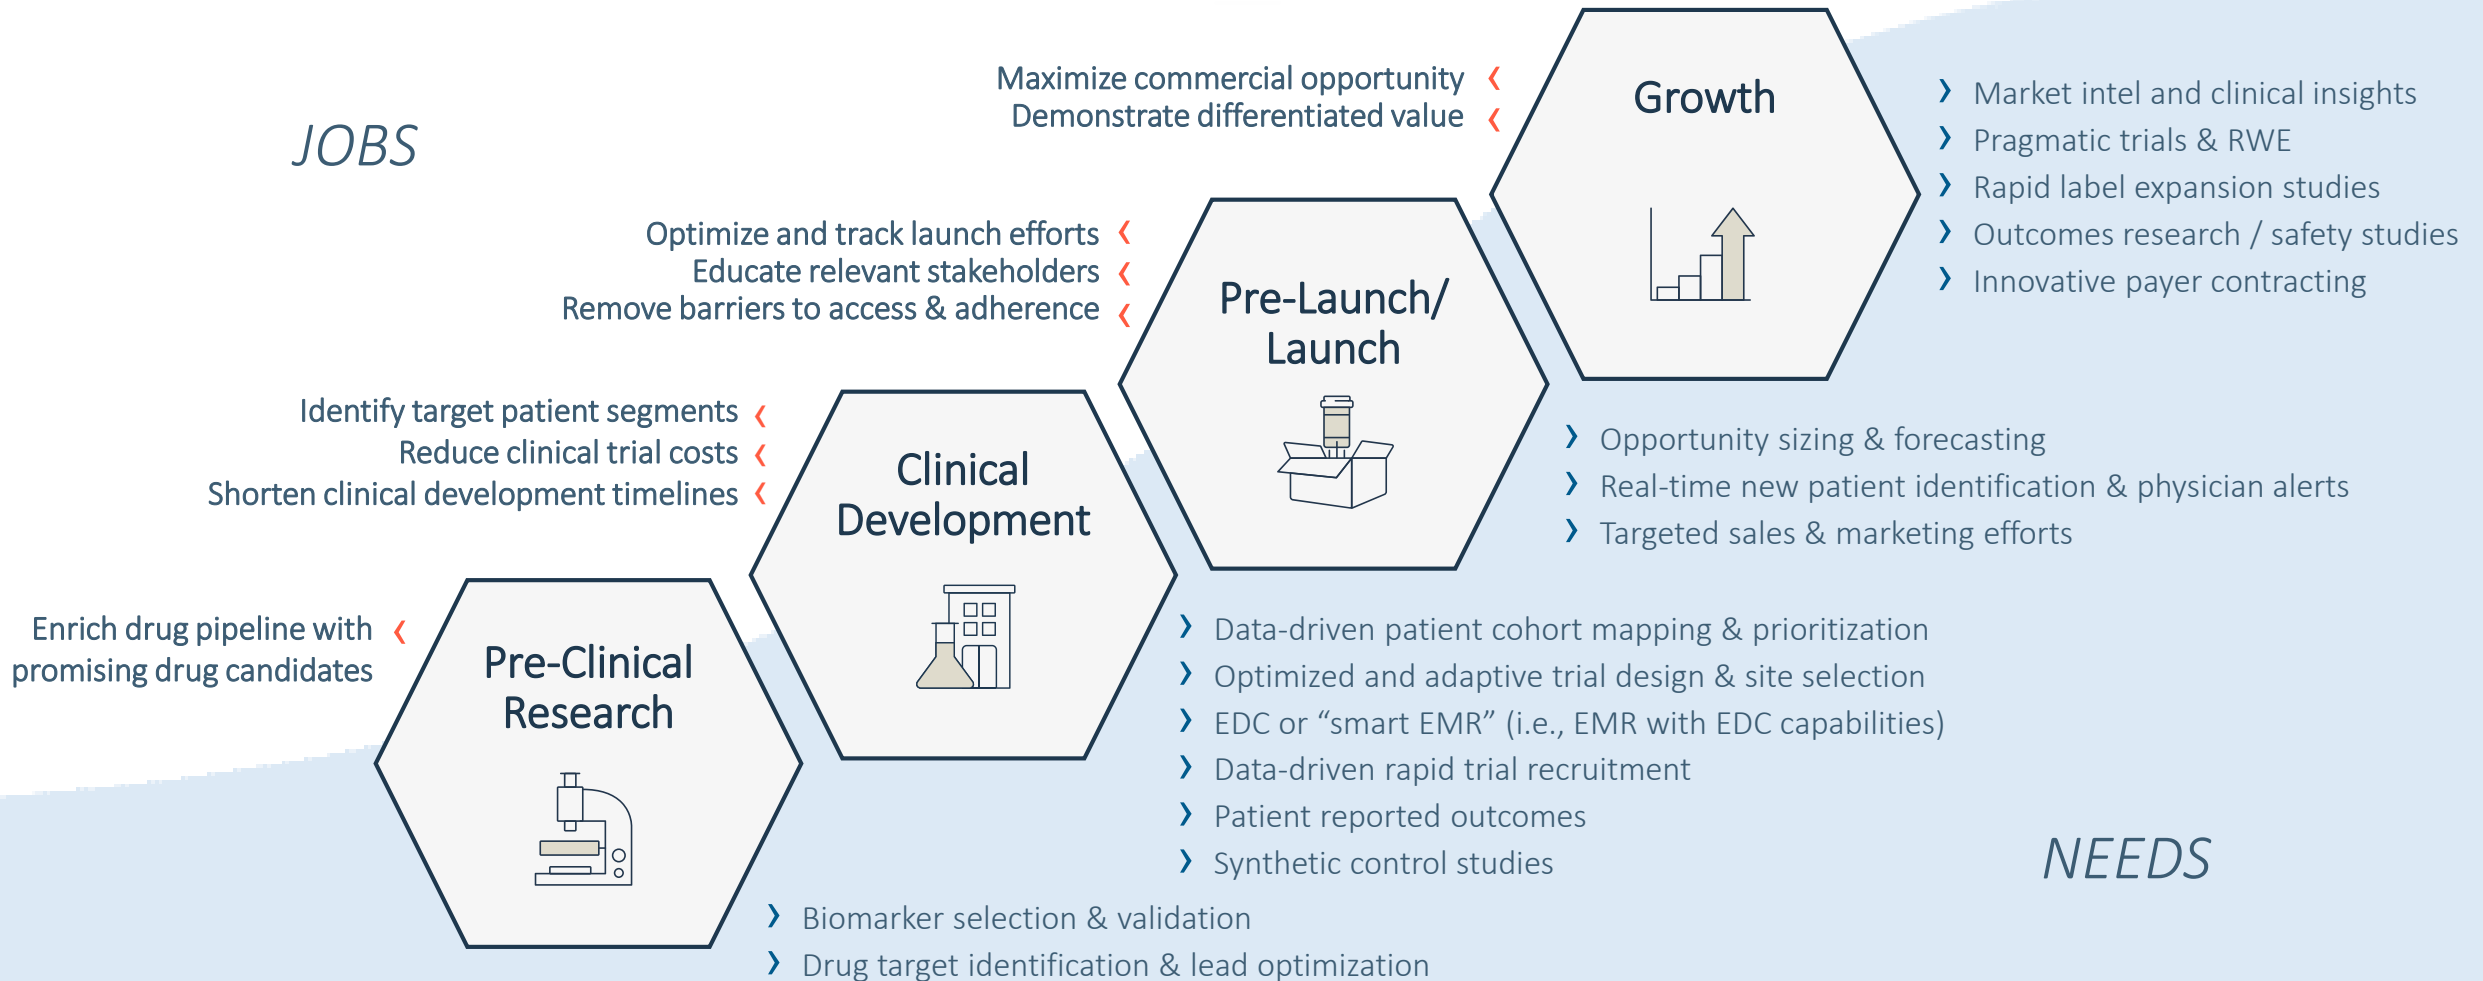 JOBS
Maximize commercial opportunity
Demonstrate differentiated value
Growth
Market intel and clinical insights
Pragmatic trials & RWE
Rapid label expansion studies
Outcomes research / safety studies
Innovative payer contracting
Optimize and track launch efforts
Educate relevant stakeholders
Remove barriers to access & adherence
Pre-Launch/
Launch
Opportunity sizing & forecasting
Real-time new patient identification & physician alerts
Targeted sales & marketing efforts
Identify target patient segments
Reduce clinical trial costs
Shorten clinical development timelines
Clinical
Development
Data-driven patient cohort mapping & prioritization
Optimized and adaptive trial design & site selection
EDC or “smart EMR” (i.e., EMR with EDC capabilities)
Data-driven rapid trial recruitment
Patient reported outcomes
Synthetic control studies
Enrich drug pipeline with
promising drug candidates
Pre-Clinical
Research
Biomarker selection & validation
Drug target identification & lead optimization
NEEDS